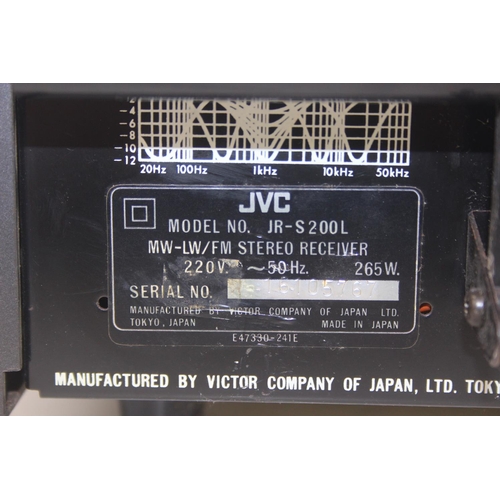 -2
-4
-6
-8
-10
-12
20Hz 100Hz 1kHz 10kHz 50kHz
JVC
MODEL NO. JR-S200L
MW-LW/FM STEREO RECEIVER
220V ~ 50Hz. 265W.
SERIAL NO.
MANUFACTURED BY VICTOR COMPANY OF JAPAN LTD.
TOKYO, JAPAN MADE IN JAPAN
E47330-241E
MANUFACTURED BY VICTOR COMPANY OF JAPAN, LTD. TOKY